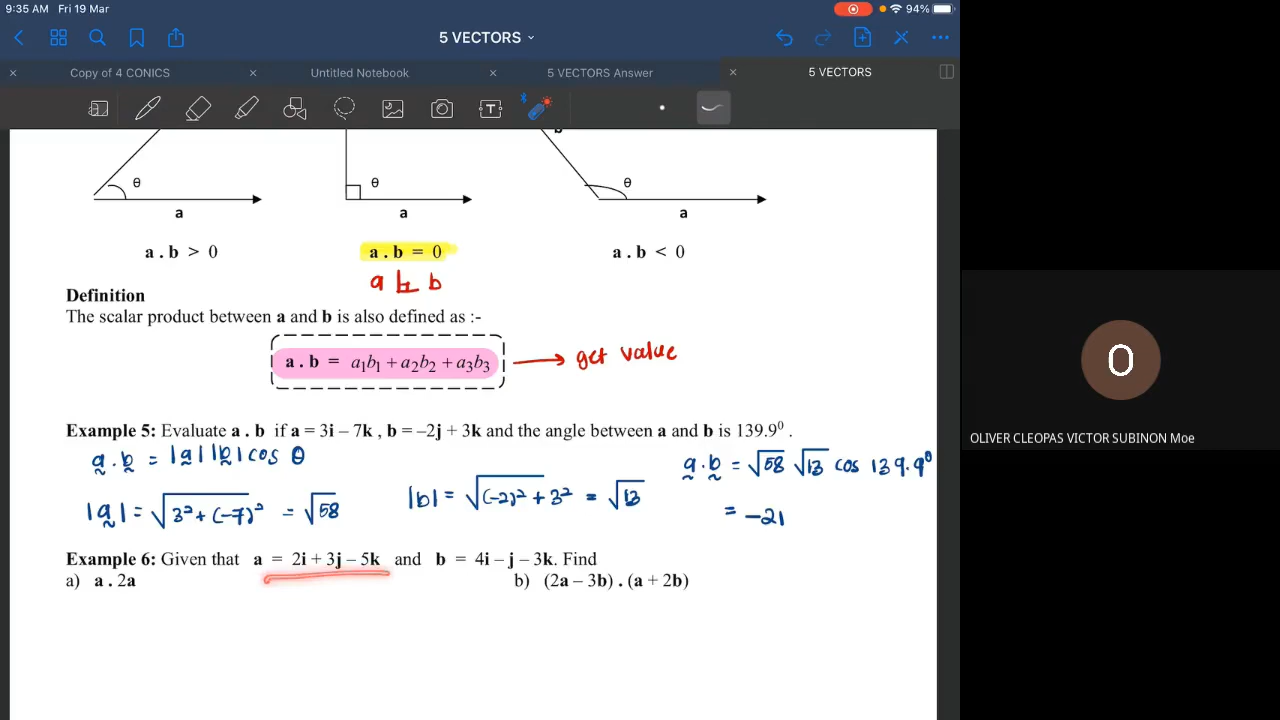 9:35 AM Fri 19 Mar
94%
5 VECTORS
Copy of 4 CONICS
Untitled Notebook
5 VECTORS Answer
5 VECTORS
T
b
θ
θ
θ
a
a
a
a . b > 0
a . b = 0
a . b < 0
a ⊥ b
Definition
The scalar product between a and b is also defined as :-
a . b = a₁b₁ + a₂b₂ + a₃b₃ → get value
Example 5: Evaluate a . b if a = 3i – 7k , b = –2j + 3k and the angle between a and b is 139.9⁰ .
a . b = |a| |b| cos θ
a . b = √58 √13 cos 139.9⁰
|a| = √3² + (-7)² = √58
|b| = √(-2)² + 3² = √13
= -21
Example 6: Given that a = 2i + 3j – 5k and b = 4i – j – 3k. Find
a) a . 2a
b) (2a – 3b) . (a + 2b)
O
OLIVER CLEOPAS VICTOR SUBINON Moe